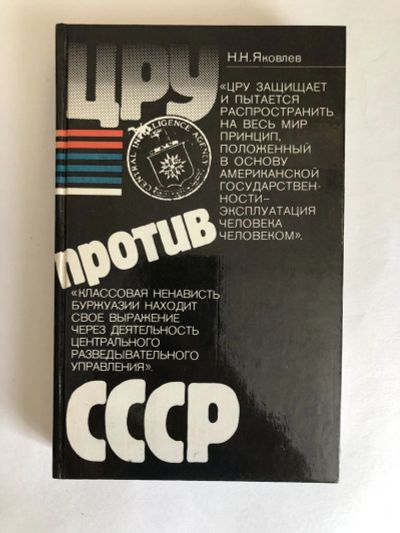 ЦРУ
Н.Н.Яковлев
«ЦРУ ЗАЩИЩАЕТ
И ПЫТАЕТСЯ
РАСПРОСТРАНИТЬ
НА ВЕСЬ МИР
ПРИНЦИП,
ПОЛОЖЕННЫЙ
В ОСНОВУ
АМЕРИКАНСКОЙ
ГОСУДАРСТВЕН-
НОСТИ–
ЭКСПЛУАТАЦИЯ
ЧЕЛОВЕКА
ЧЕЛОВЕКОМ».
CENTRAL INTELLIGENCE AGENCY
против
«КЛАССОВАЯ НЕНАВИСТЬ
БУРЖУАЗИИ НАХОДИТ
СВОЕ ВЫРАЖЕНИЕ
ЧЕРЕЗ ДЕЯТЕЛЬНОСТЬ
ЦЕНТРАЛЬНОГО
РАЗВЕДЫВАТЕЛЬНОГО
УПРАВЛЕНИЯ».
СССР